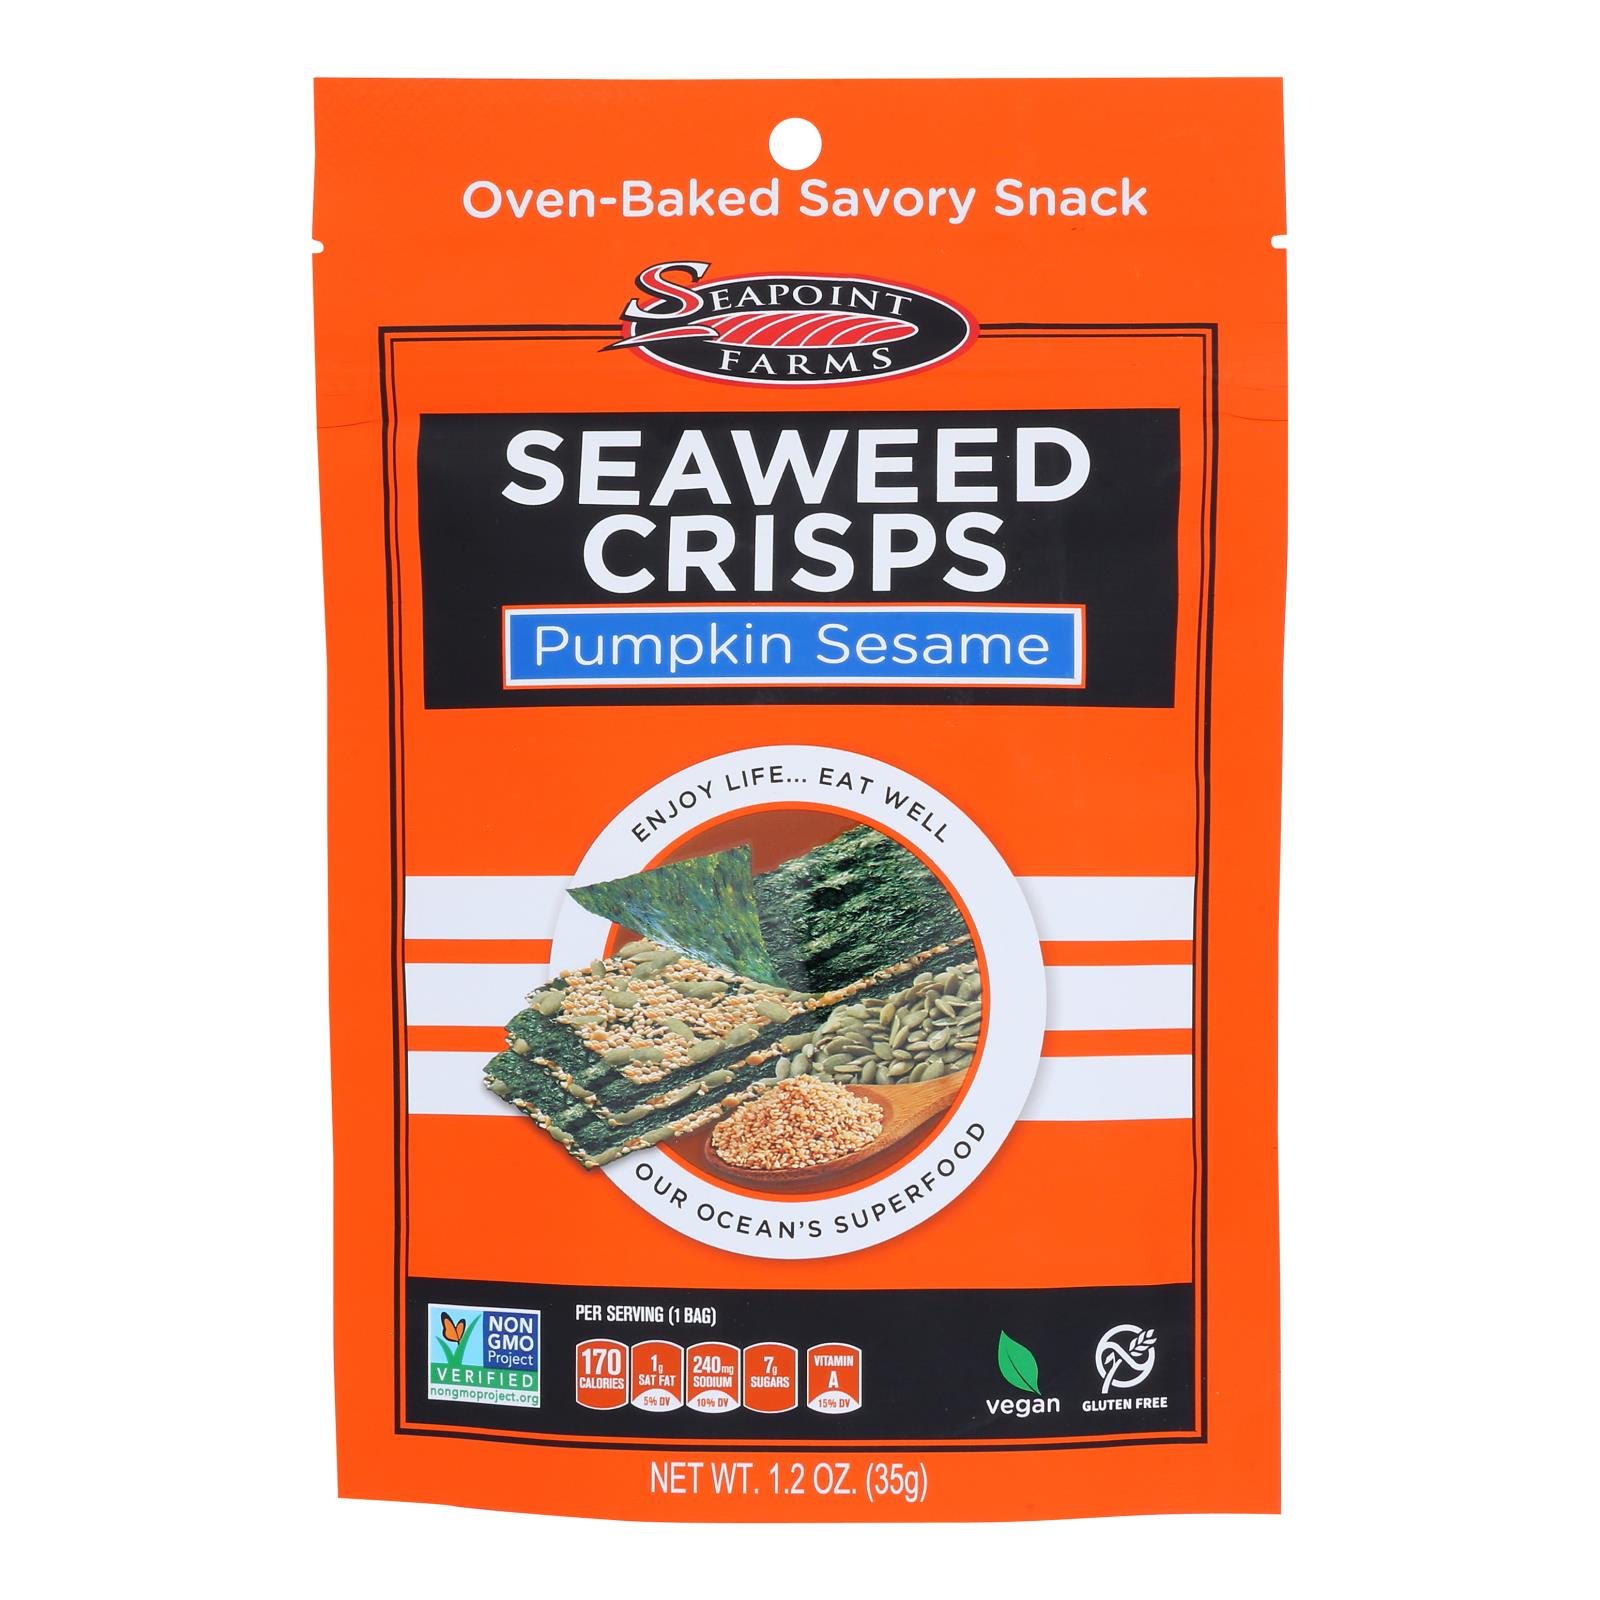 Oven-Baked Savory Snack
SEAPOINT
FARMS
SEAWEED
CRISPS
Pumpkin Sesame
ENJOY LIFE... EAT WELL
OUR OCEAN'S SUPERFOOD
NON
GMO
Project
VERIFIED
nongmoproject.org
PER SERVING (1 BAG)
170
CALORIES
1g
SAT FAT
5% DV
240mg
SODIUM
10% DV
7g
SUGARS
VITAMIN
A
15% DV
vegan
GLUTEN FREE
NET WT. 1.2 OZ. (35g)